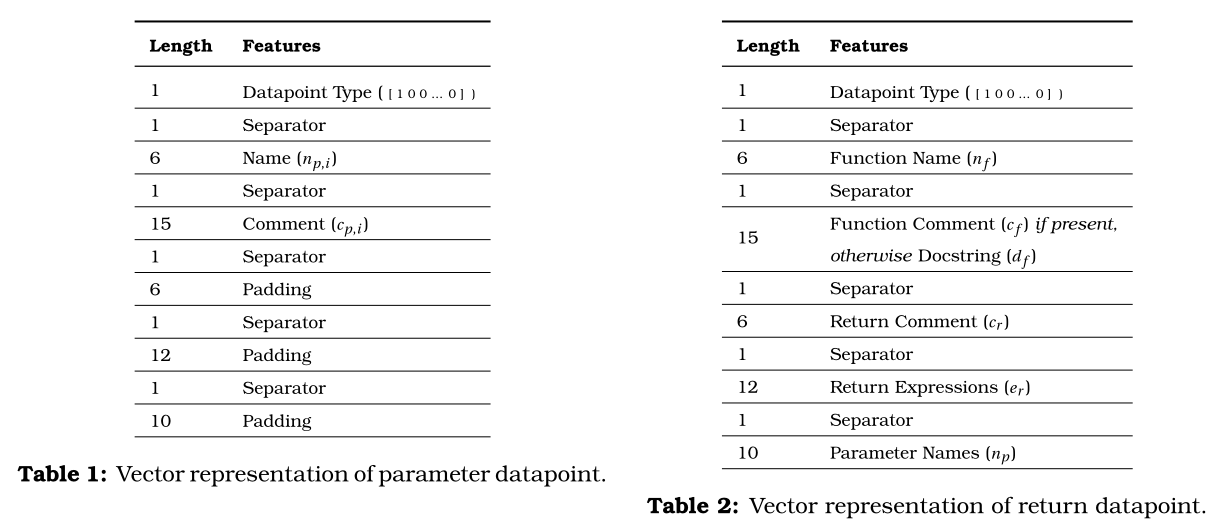 Length Features
1 Datapoint Type ( [ 1 0 0 ... 0 ] )
1 Separator
6 Name (n_{p,i})
1 Separator
15 Comment (c_{p,i})
1 Separator
6 Padding
1 Separator
12 Padding
1 Separator
10 Padding
Table 1: Vector representation of parameter datapoint.
Length Features
1 Datapoint Type ( [ 1 0 0 ... 0 ] )
1 Separator
6 Function Name (n_f)
1 Separator
15 Function Comment (c_f) if present,
otherwise Docstring (d_f)
1 Separator
6 Return Comment (c_r)
1 Separator
12 Return Expressions (e_r)
1 Separator
10 Parameter Names (n_p)
Table 2: Vector representation of return datapoint.